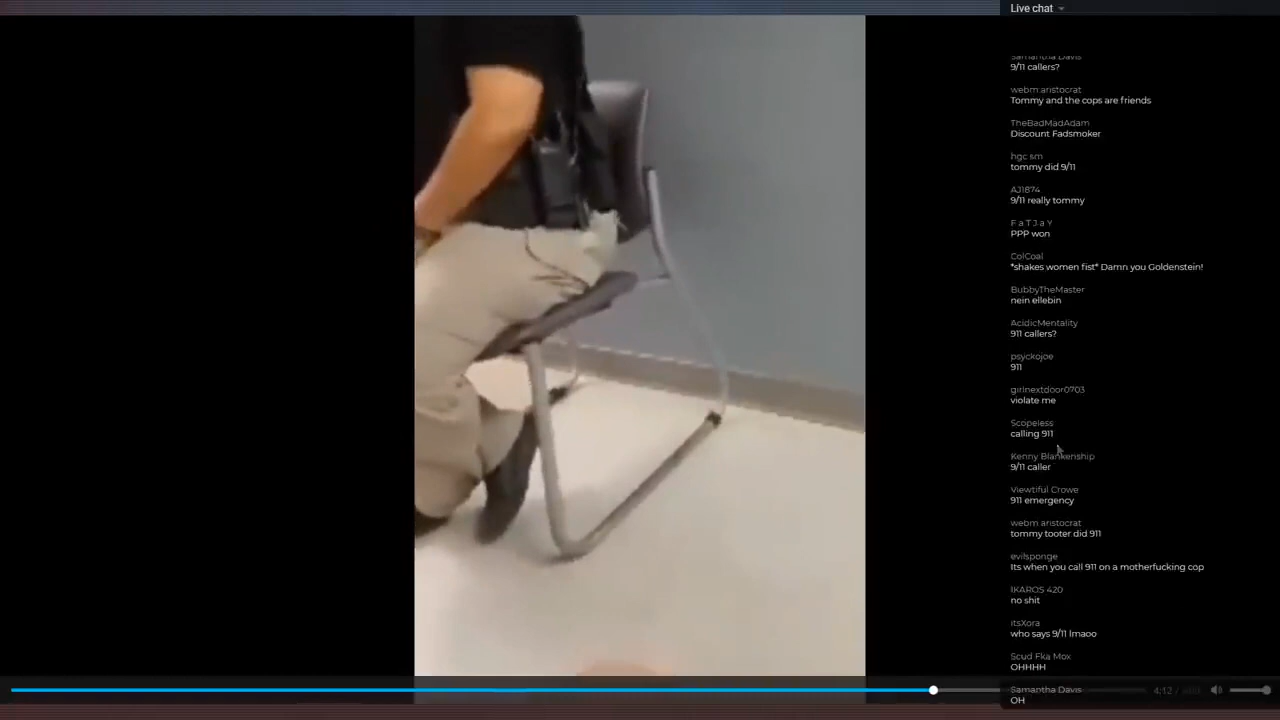 Live chat
Samantha Davis
9/11 callers?
webm aristocrat
Tommy and the cops are friends
TheBadMadAdam
Discount Fadsmoker
hgc sm
tommy did 9/11
AJ1874
9/11 really tommy
F a T J a Y
PPP won
ColCoal
*shakes women fist* Damn you Goldenstein!
BubbyTheMaster
nein ellebin
AcidicMentality
911 callers?
psyckojoe
911
girlnextdoor0703
violate me
Scopeless
calling 911
Kenny Blankenship
9/11 caller
Viewtiful Crowe
911 emergency
webm aristocrat
tommy tooter did 911
evilsponge
Its when you call 911 on a motherfucking cop
IKAROS 420
no shit
itsXora
who says 9/11 lmaoo
Scud Fka Mox
OHHHH
Samantha Davis
4:12 /
OH